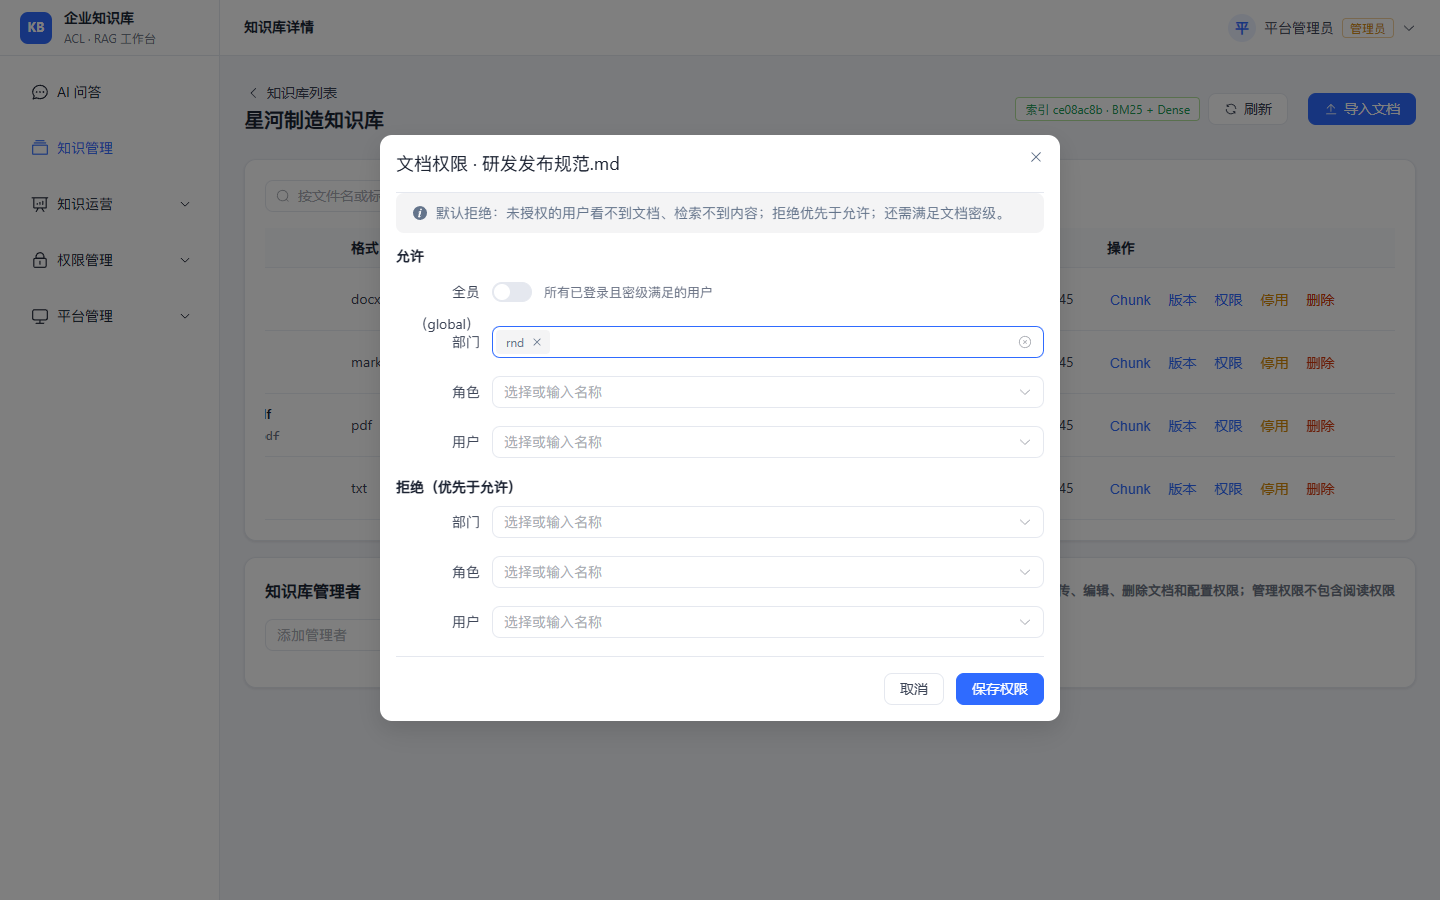 KB
企业知识库
ACL · RAG 工作台
知识库详情
平
平台管理员
管理员
AI 问答
知识管理
知识运营
权限管理
平台管理
知识库列表
星河制造知识库
索引 ce08ac8b · BM25 + Dense
刷新
导入文档
按文件名或标
格式
操作
docx
45
Chunk 版本 权限 停用 删除
mark
45
Chunk 版本 权限 停用 删除
df
pdf
pdf
45
Chunk 版本 权限 停用 删除
txt
45
Chunk 版本 权限 停用 删除
知识库管理者
传、编辑、删除文档和配置权限；管理权限不包含阅读权限
添加管理者
文档权限 · 研发发布规范.md
默认拒绝：未授权的用户看不到文档、检索不到内容；拒绝优先于允许；还需满足文档密级。
允许
全员
（global）
所有已登录且密级满足的用户
部门
rnd
角色
选择或输入名称
用户
选择或输入名称
拒绝（优先于允许）
部门
选择或输入名称
角色
选择或输入名称
用户
选择或输入名称
取消
保存权限